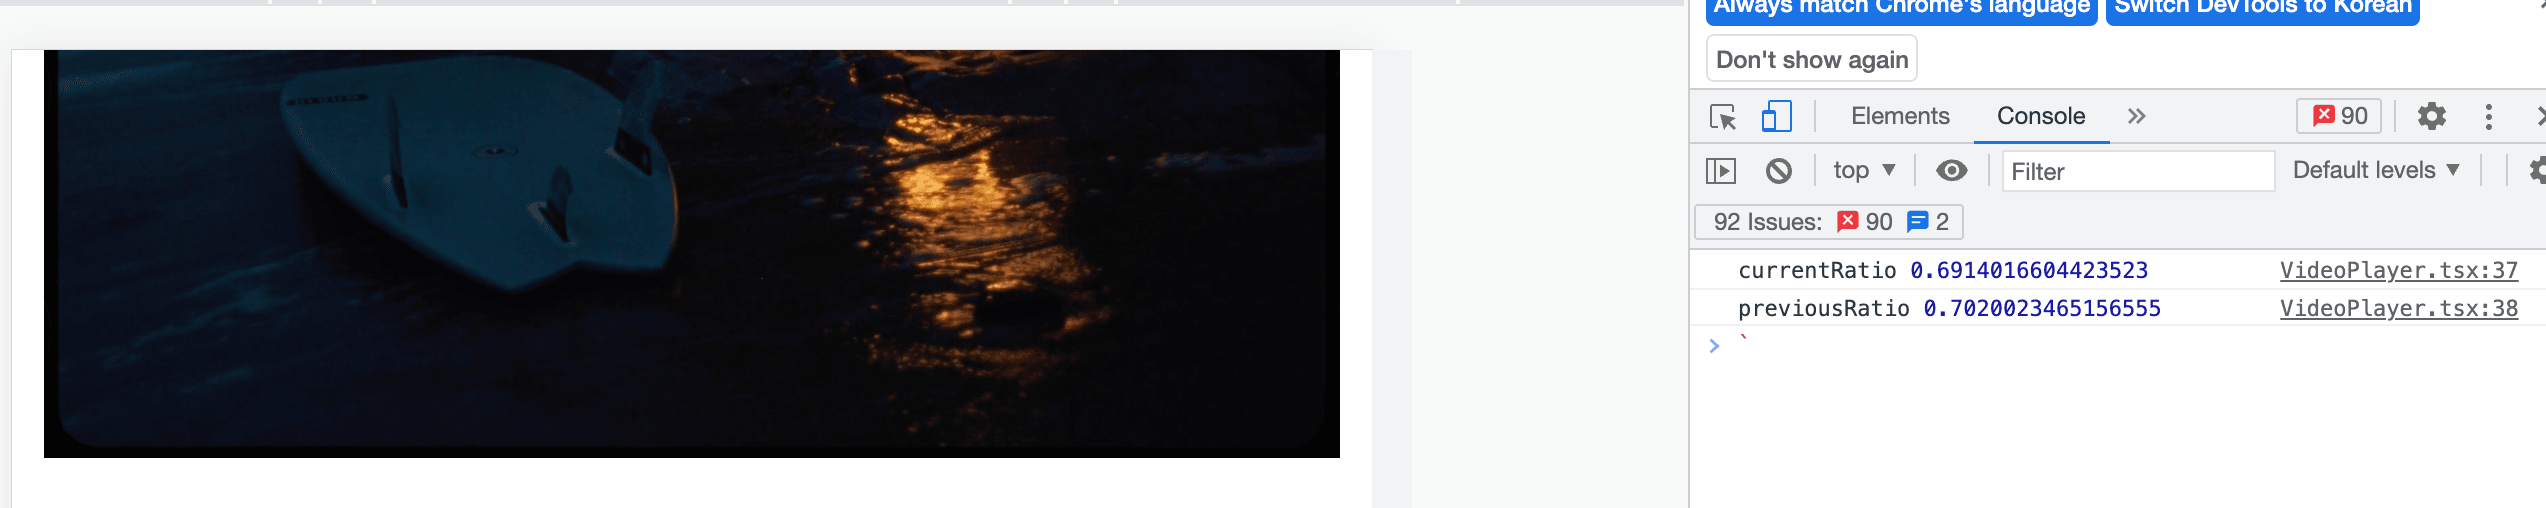 Always match Chrome's language Switch DevTools to Korean
Don't show again
Elements Console 90
top Filter Default levels
92 Issues: 90 2
currentRatio 0.6914016604423523 VideoPlayer.tsx:37
previousRatio 0.7020023465156555 VideoPlayer.tsx:38
> `